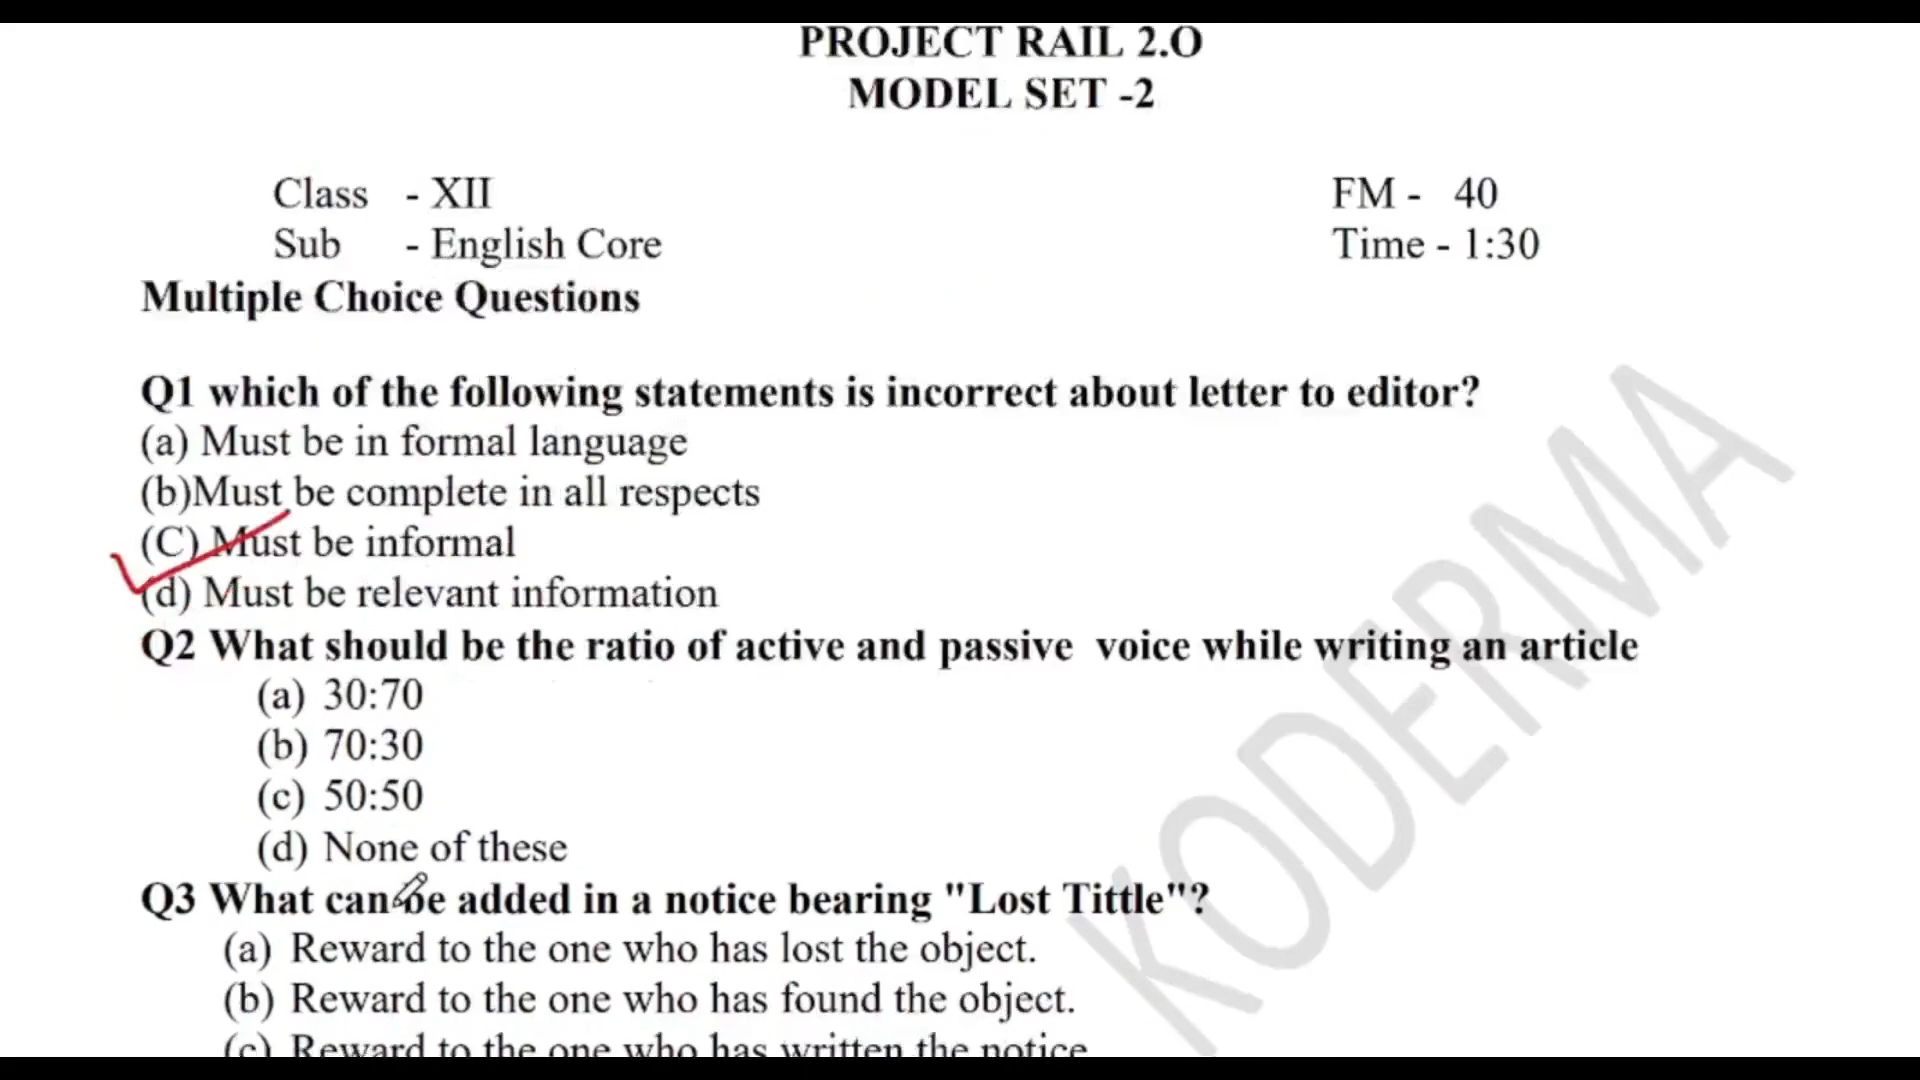 PROJECT RAIL 2.O
MODEL SET -2
Class - XII FM - 40
Sub - English Core Time - 1:30
Multiple Choice Questions
Q1 which of the following statements is incorrect about letter to editor?
(a) Must be in formal language
(b)Must be complete in all respects
(C) Must be informal
(d) Must be relevant information
Q2 What should be the ratio of active and passive voice while writing an article
(a) 30:70
(b) 70:30
(c) 50:50
(d) None of these
Q3 What can be added in a notice bearing "Lost Tittle"?
(a) Reward to the one who has lost the object.
(b) Reward to the one who has found the object.
(c) Reward to the one who has written the notice
KODERMA